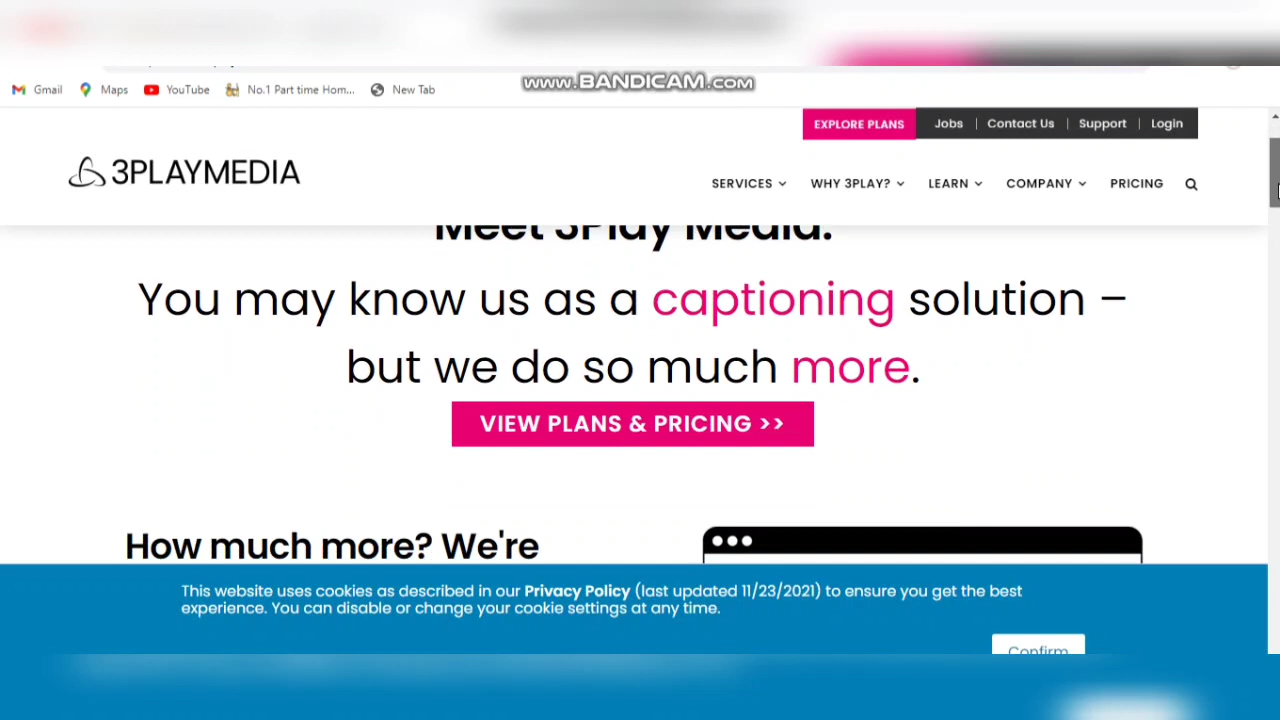 www.BANDICAM.com
Gmail Maps YouTube No.1 Part time Hom... New Tab
EXPLORE PLANS Jobs | Contact Us | Support | Login
3PLAYMEDIA
SERVICES WHY 3PLAY? LEARN COMPANY PRICING
Meet 3Play Media.
You may know us as a captioning solution –
but we do so much more.
VIEW PLANS & PRICING >>
How much more? We're
This website uses cookies as described in our Privacy Policy (last updated 11/23/2021) to ensure you get the best
experience. You can disable or change your cookie settings at any time.
Confirm